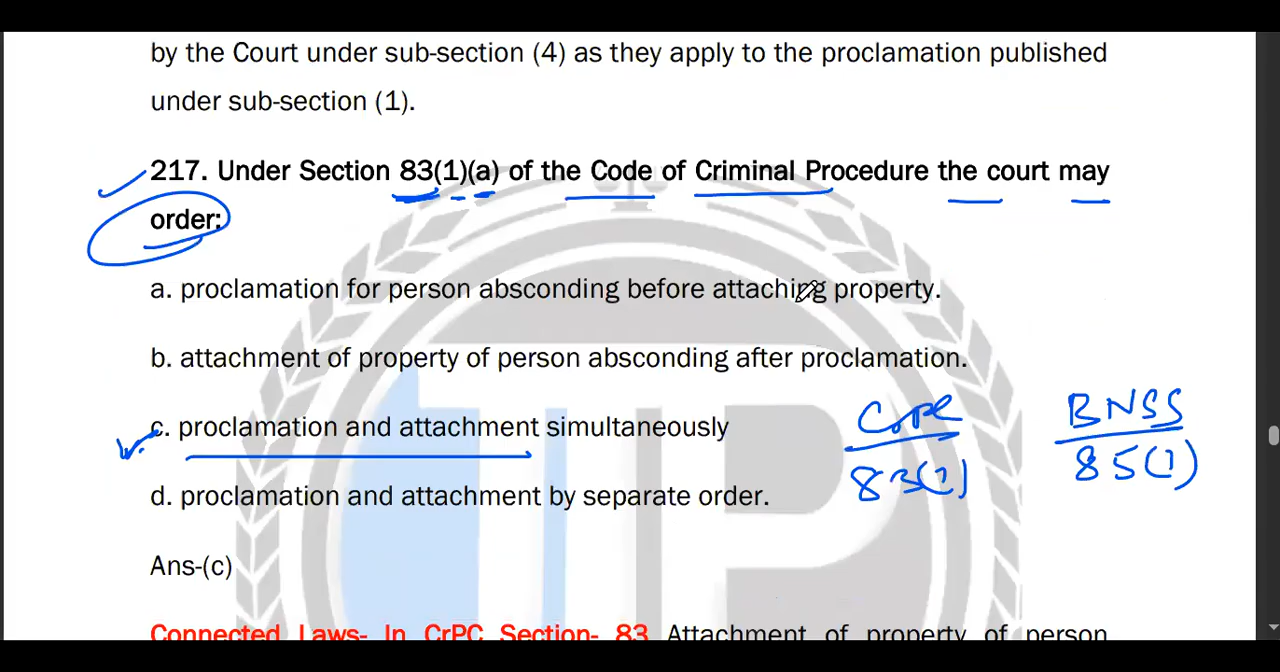 by the Court under sub-section (4) as they apply to the proclamation published
under sub-section (1).
217. Under Section 83(1)(a) of the Code of Criminal Procedure the court may
order:
a. proclamation for person absconding before attaching property.
b. attachment of property of person absconding after proclamation.
c. proclamation and attachment simultaneously
CrPC
BNSS
83(1)
85(1)
d. proclamation and attachment by separate order.
Ans-(c)
Connected Laws- In CrPC Section- 83 Attachment of property of person